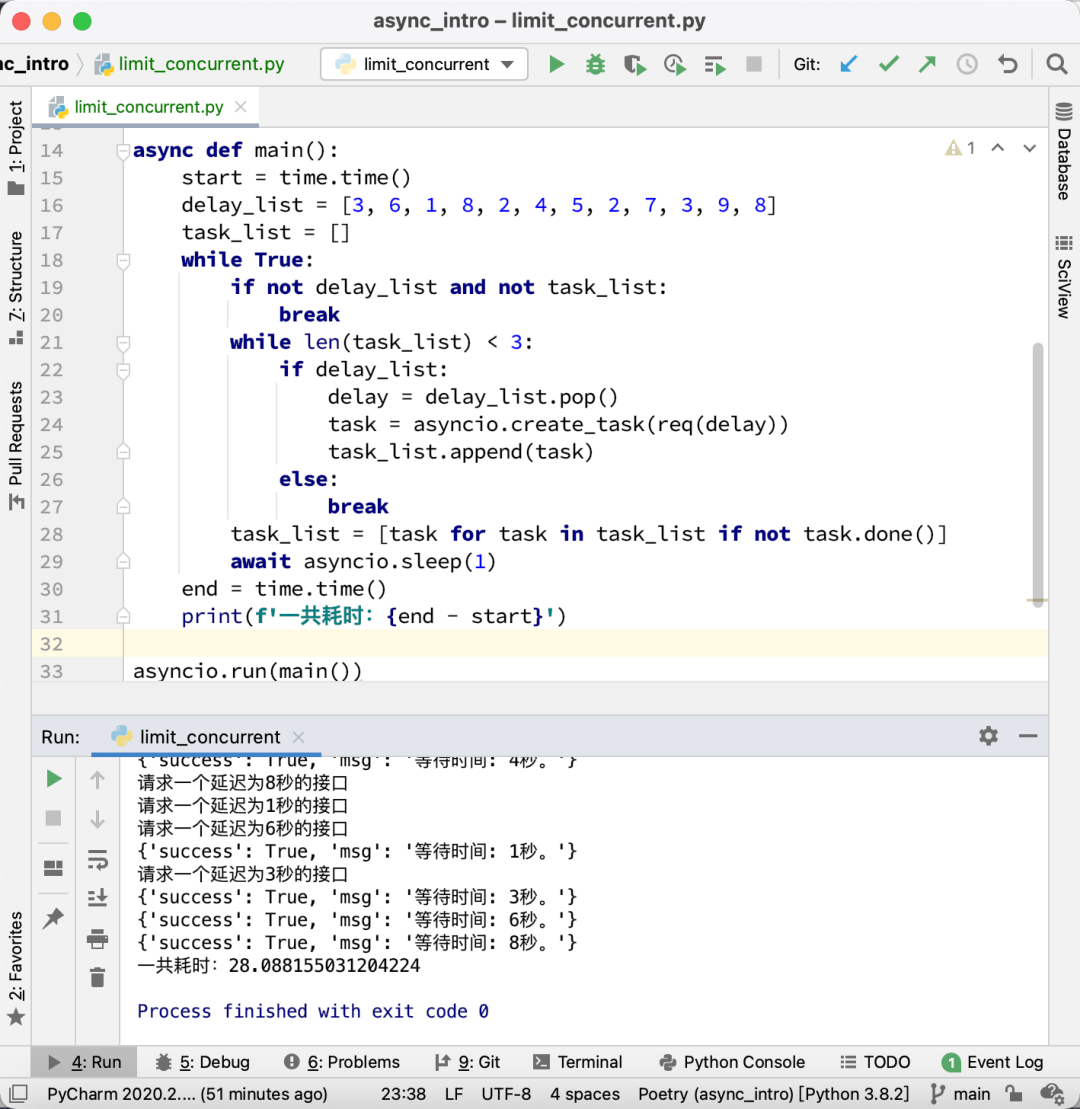 async_intro – limit_concurrent.py
nc_intro
limit_concurrent.py
limit_concurrent
Git:
limit_concurrent.py
1: Project
Z: Structure
Pull Requests
2: Favorites
Database
SciView
1
14 async def main():
15     start = time.time()
16     delay_list = [3, 6, 1, 8, 2, 4, 5, 2, 7, 3, 9, 8]
17     task_list = []
18     while True:
19         if not delay_list and not task_list:
20             break
21         while len(task_list) < 3:
22             if delay_list:
23                 delay = delay_list.pop()
24                 task = asyncio.create_task(req(delay))
25                 task_list.append(task)
26             else:
27                 break
28         task_list = [task for task in task_list if not task.done()]
29         await asyncio.sleep(1)
30     end = time.time()
31     print(f'一共耗时: {end - start}')
32
33 asyncio.run(main())
Run:
limit_concurrent
{'success': True, 'msg': '等待时间: 4秒。'}
请求一个延迟为8秒的接口
请求一个延迟为1秒的接口
请求一个延迟为6秒的接口
{'success': True, 'msg': '等待时间: 1秒。'}
请求一个延迟为3秒的接口
{'success': True, 'msg': '等待时间: 3秒。'}
{'success': True, 'msg': '等待时间: 6秒。'}
{'success': True, 'msg': '等待时间: 8秒。'}
一共耗时: 28.088155031204224
Process finished with exit code 0
4: Run
5: Debug
6: Problems
9: Git
Terminal
Python Console
TODO
1 Event Log
PyCharm 2020.2.... (51 minutes ago)
23:38
LF
UTF-8
4 spaces
Poetry (async_intro) [Python 3.8.2]
main